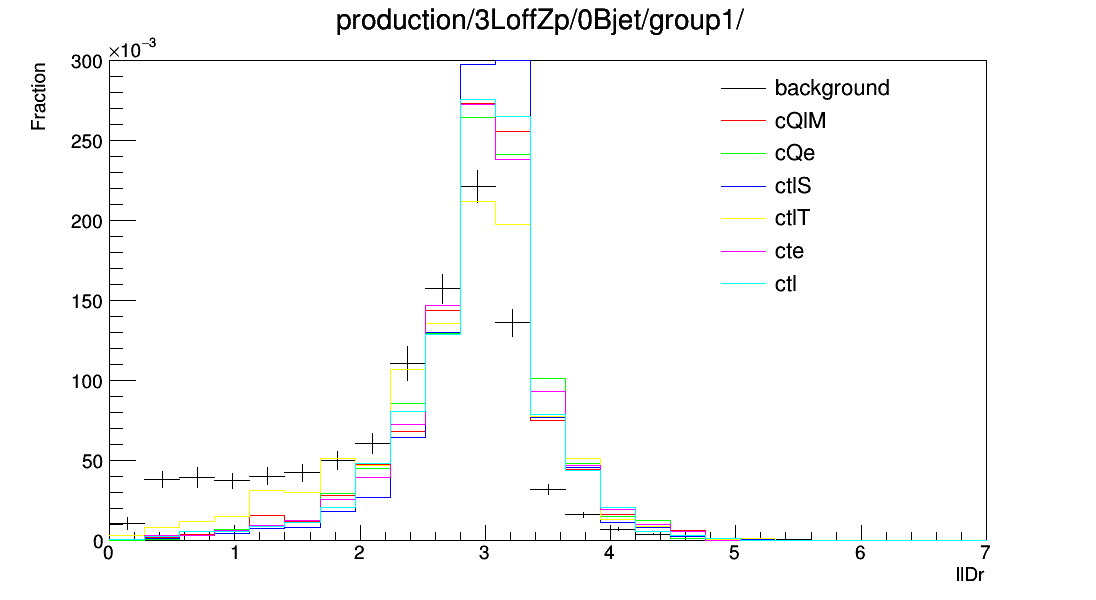 production/3LoffZp/0Bjet/group1/
×10⁻³
Fraction
300
250
200
150
100
50
0
background
cQlM
cQe
ctlS
ctlT
cte
ctl
0 1 2 3 4 5 6 7
llDr